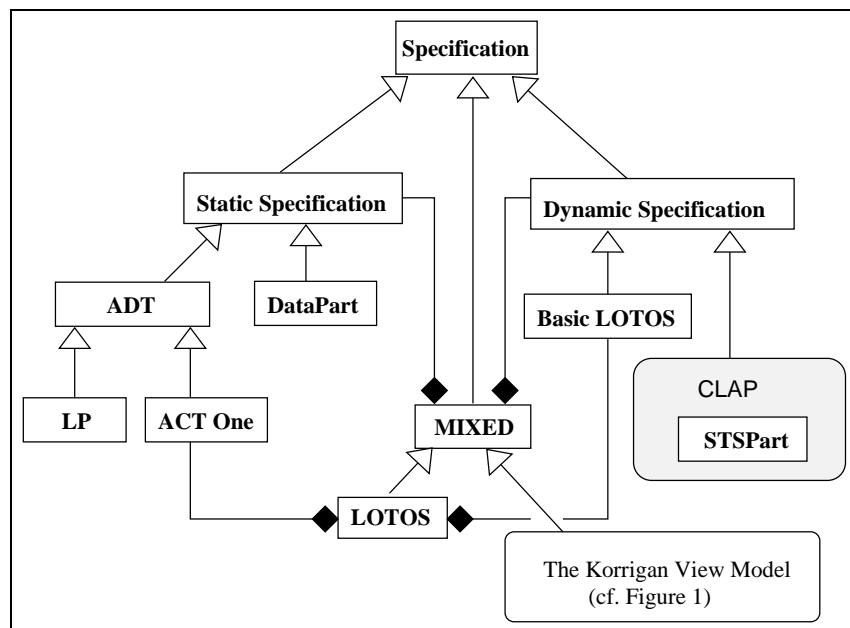 Specification
Static Specification
Dynamic Specification
ADT
DataPart
Basic LOTOS
CLAP
STSPart
LP
ACT One
MIXED
LOTOS
The Korrigan View Model
(cf. Figure 1)